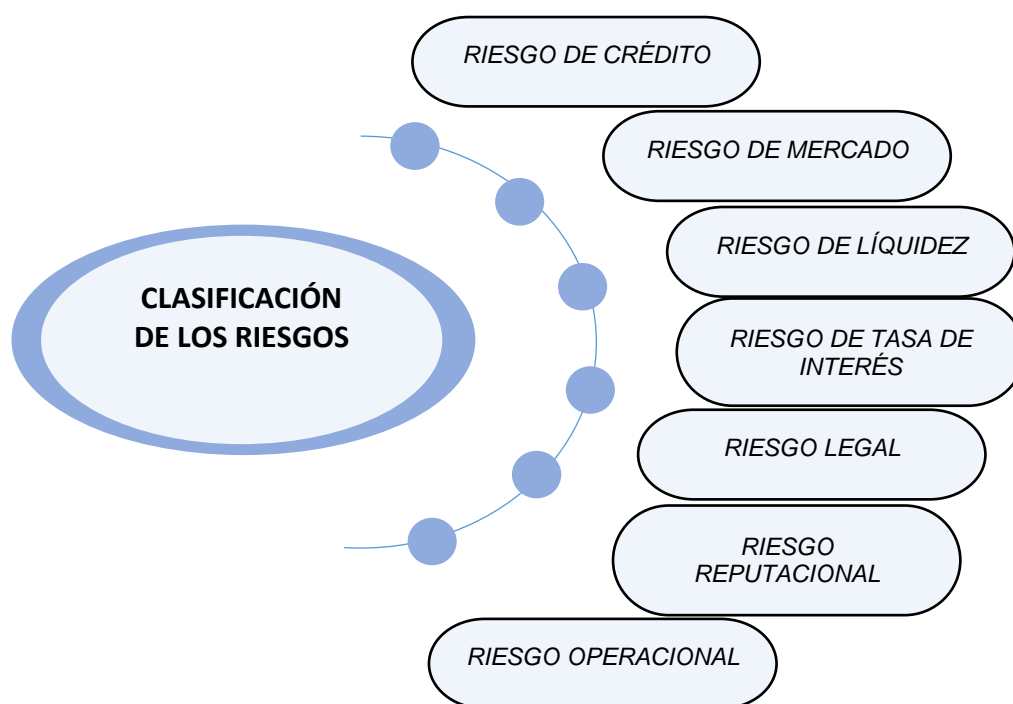 RIESGO DE CRÉDITO
RIESGO DE MERCADO
RIESGO DE LÍQUIDEZ
CLASIFICACIÓN
DE LOS RIESGOS
RIESGO DE TASA DE
INTERÉS
RIESGO LEGAL
RIESGO
REPUTACIONAL
RIESGO OPERACIONAL